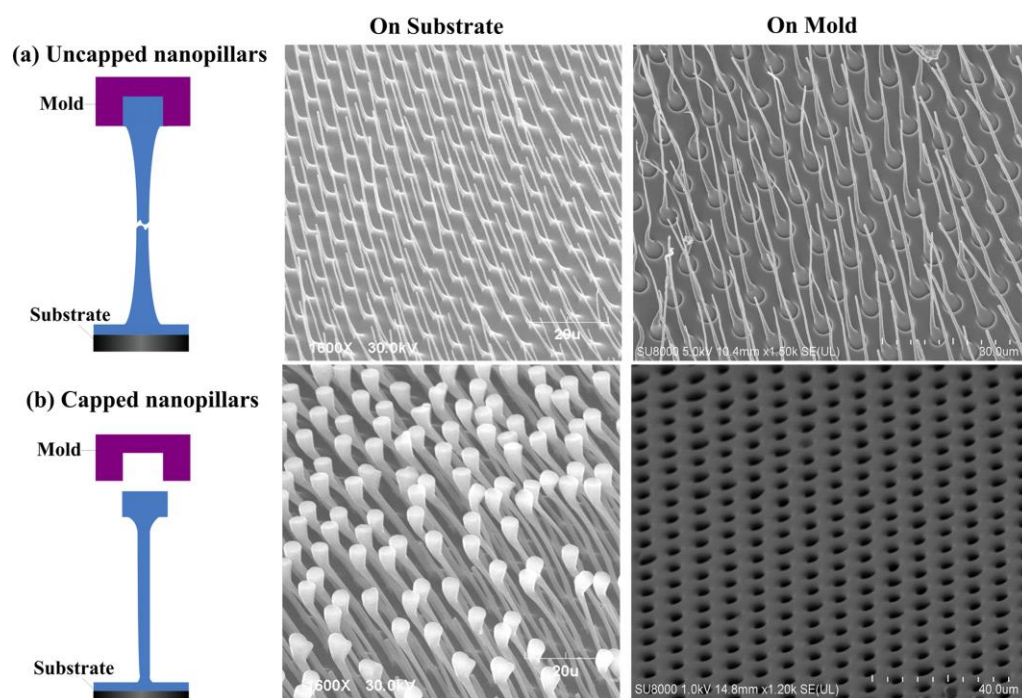 On Substrate
On Mold
(a) Uncapped nanopillars
Mold
Substrate
1600X 30.0kV
20u
SU8000 5.0kV 10.4mm x1.50k SE(UL)
30.0um
(b) Capped nanopillars
Mold
Substrate
1600X 30.0kV
20u
SU8000 1.0kV 14.8mm x1.20k SE(UL)
40.0um